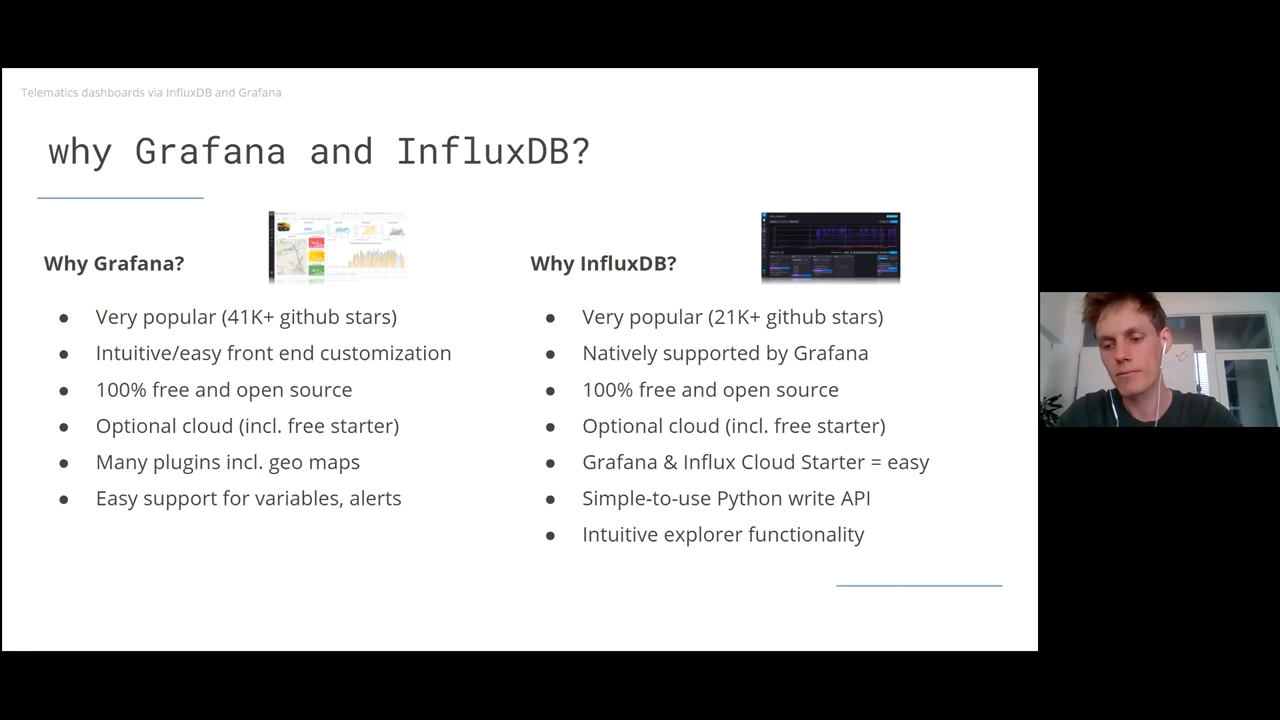 Telematics dashboards via InfluxDB and Grafana
why Grafana and InfluxDB?
Why Grafana?
● Very popular (41K+ github stars)
● Intuitive/easy front end customization
● 100% free and open source
● Optional cloud (incl. free starter)
● Many plugins incl. geo maps
● Easy support for variables, alerts
Why InfluxDB?
● Very popular (21K+ github stars)
● Natively supported by Grafana
● 100% free and open source
● Optional cloud (incl. free starter)
● Grafana & Influx Cloud Starter = easy
● Simple-to-use Python write API
● Intuitive explorer functionality